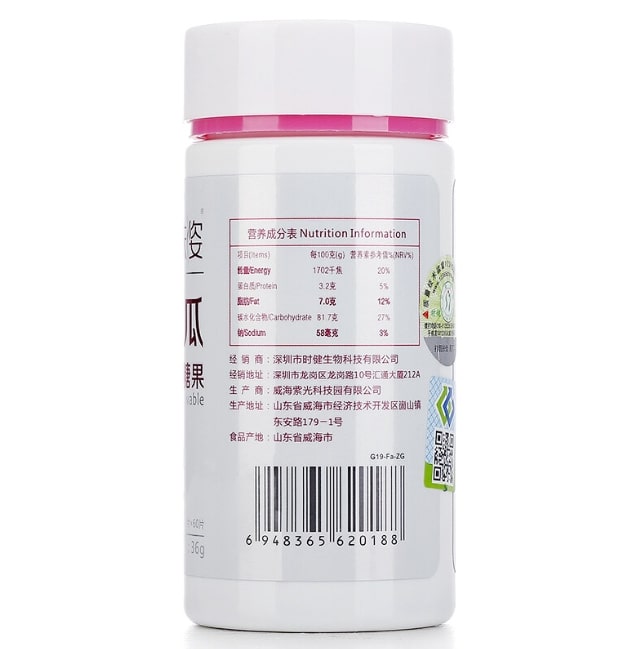 姿
瓜
糖果
×60片
36g
营养成分表 Nutrition Information
项目(Items) 每100克(g) 营养素参考值%(NRV%)
能量/Energy 1702千焦 20%
蛋白质/Protein 3.2克 5%
脂肪/Fat 7.0克 12%
碳水化合物/Carbohydrate 81.7克 27%
钠/Sodium 58毫克 3%
经 销 商：深圳市时健生物科技有限公司
经销地址：深圳市龙岗区龙岗路10号汇通大厦212A
生 产 商：威海紫光科技园有限公司
生产地址：山东省威海市经济技术开发区崮山镇
东安路179-1号
食品产地：山东省威海市
G19-Fa-ZG
6 948365 620188